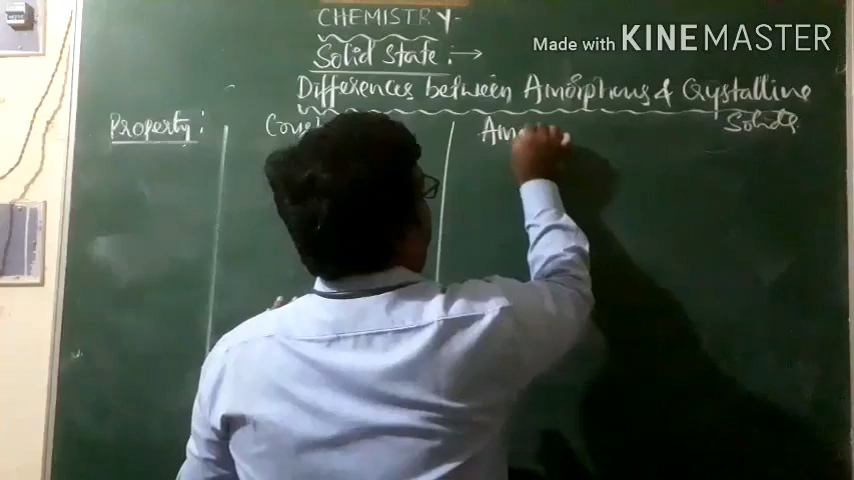 CHEMISTRY-
Solid State :→
Differences between Amorphous & Crystalline
Solids.
Property :
Made with KINEMASTER